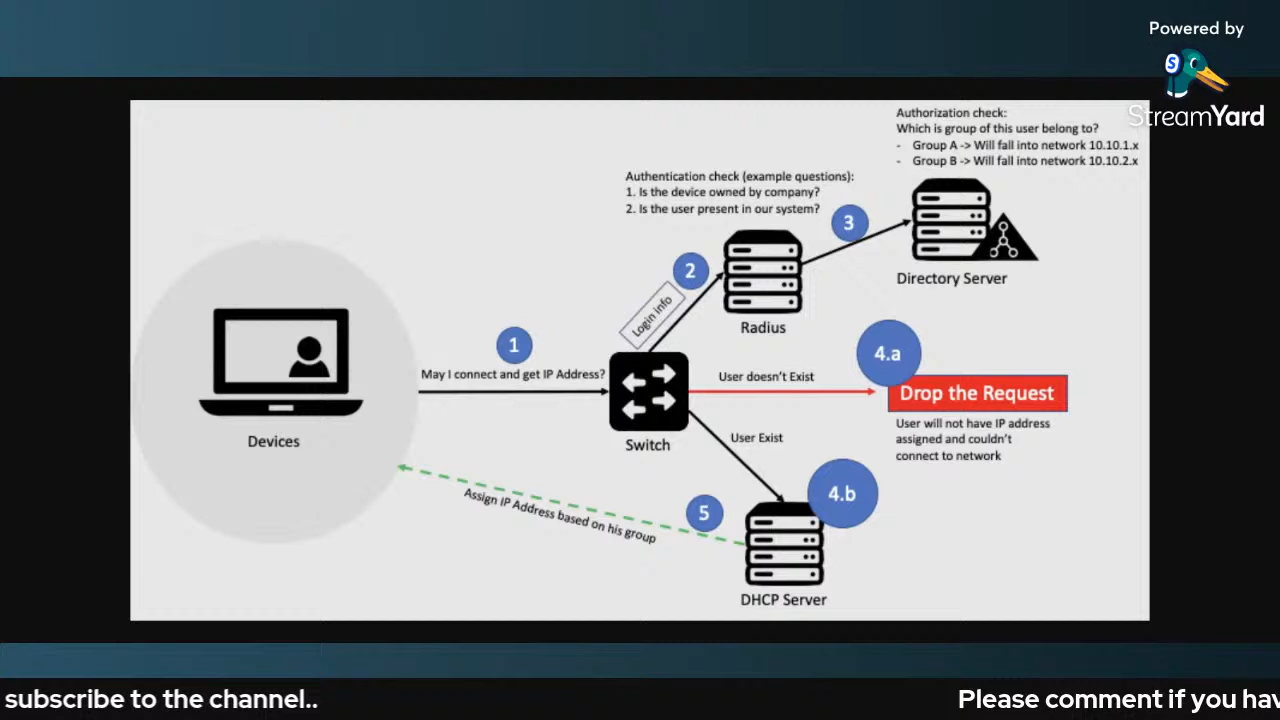 Powered by
StreamYard
Authorization check:
Which is group of this user belong to?
- Group A -> Will fall into network 10.10.1.x
- Group B -> Will fall into network 10.10.2.x
Authentication check (example questions):
1. Is the device owned by company?
2. Is the user present in our system?
3
Directory Server
2
Login info
Radius
1
May I connect and get IP Address?
4.a
User doesn't Exist
Drop the Request
User will not have IP address
assigned and couldn't
connect to network
Devices
Switch
User Exist
4.b
5
Assign IP Address based on his group
DHCP Server
subscribe to the channel..
Please comment if you hav